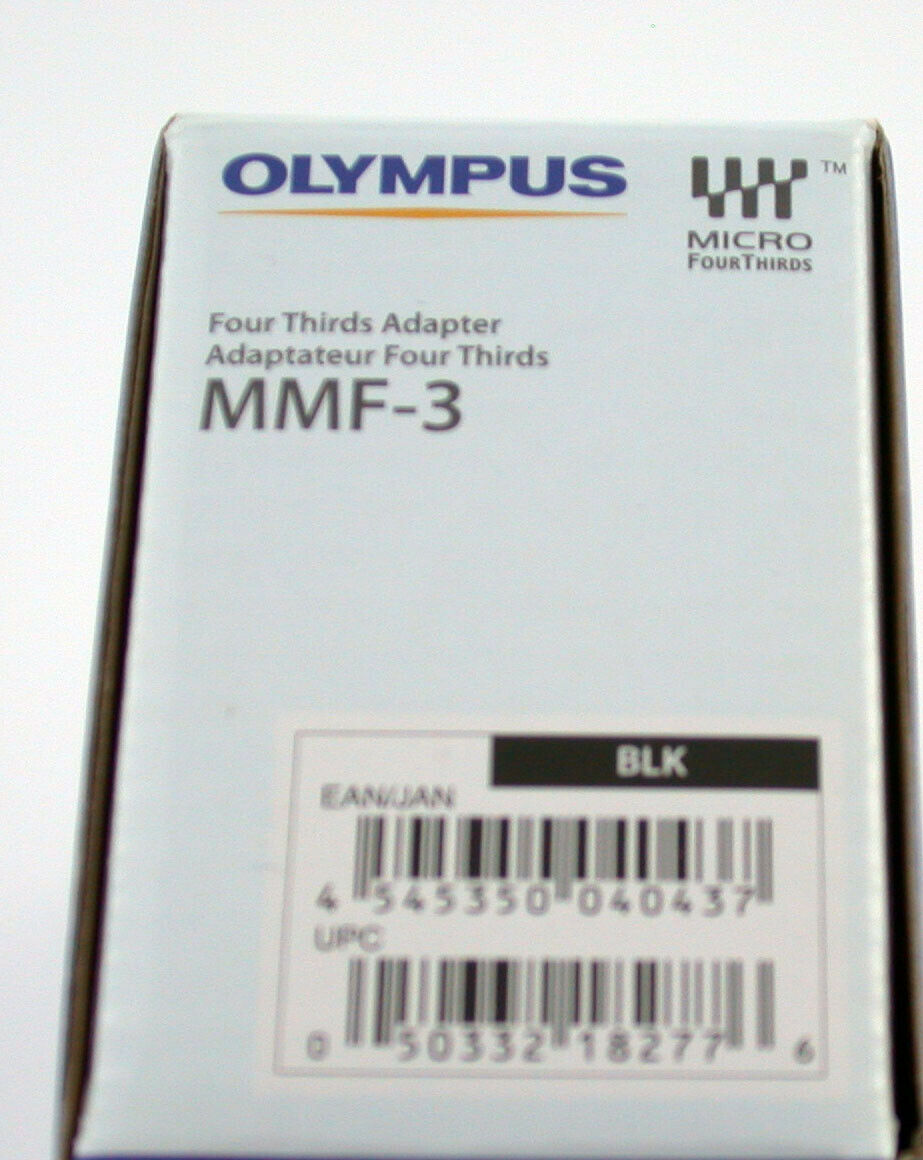 OLYMPUS
TM
MICRO
FOURTHIRDS
Four Thirds Adapter
Adaptateur Four Thirds
MMF-3
BLK
EAN/JAN
4 545350 040437
UPC
0 50332 18277 6